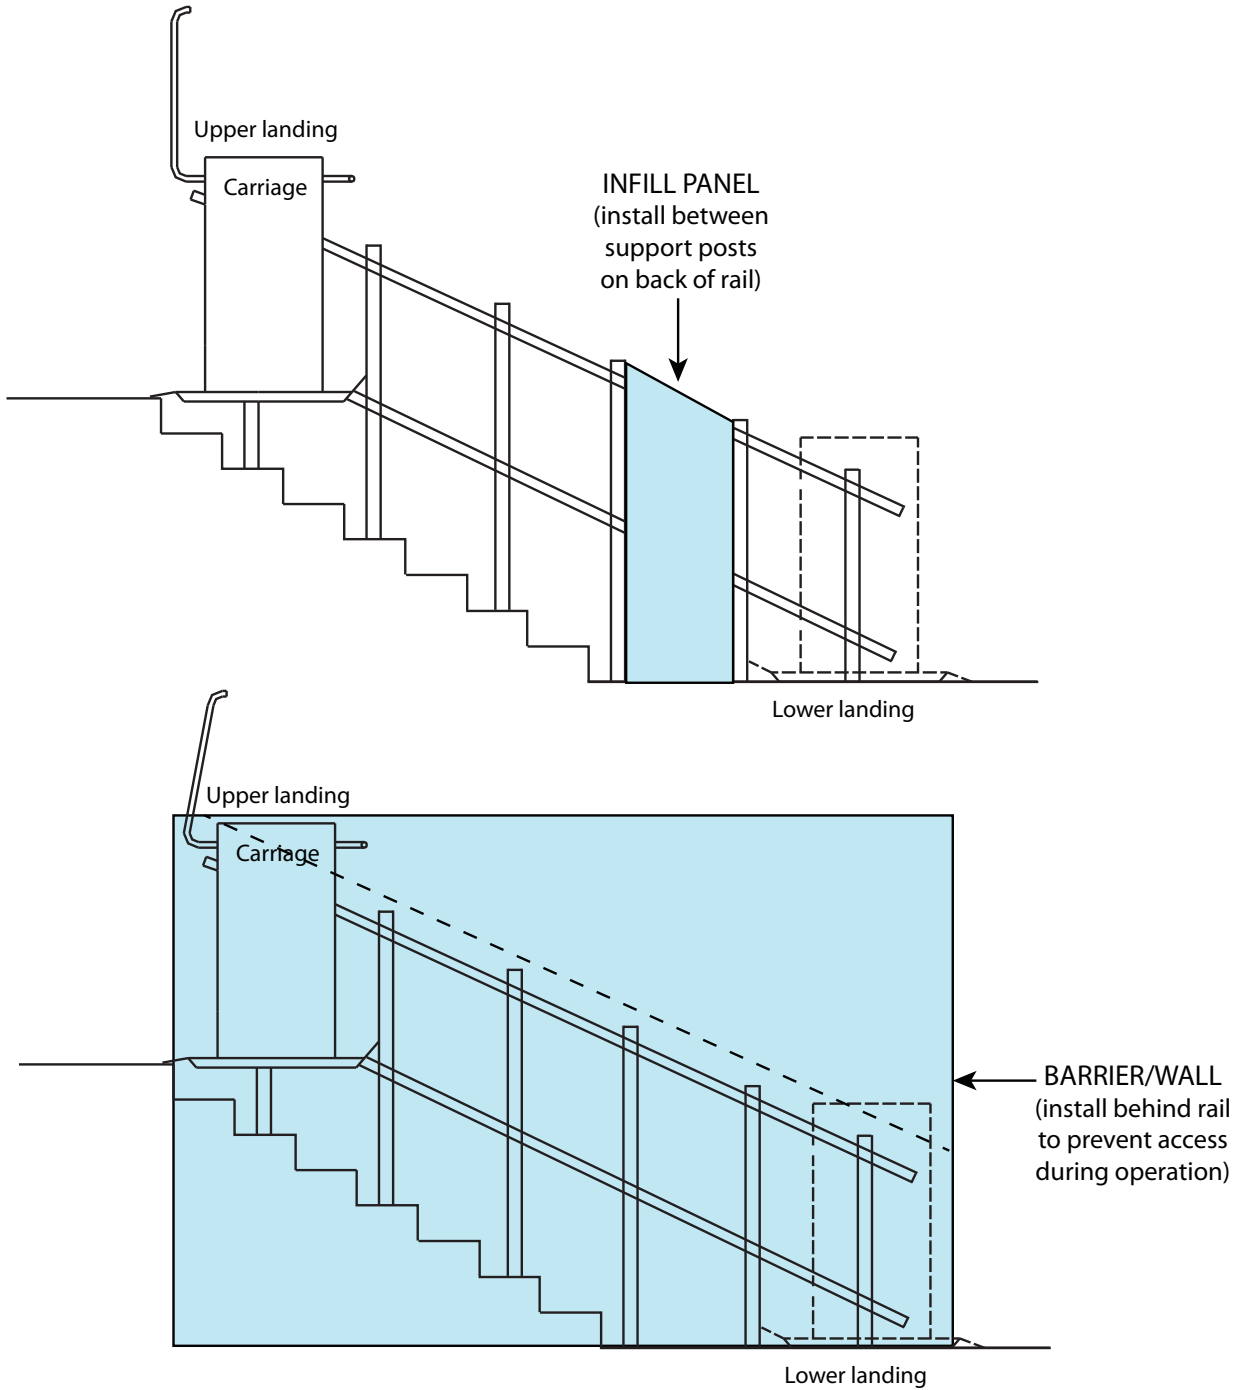 Upper landing
Carriage
INFILL PANEL
(install between
support posts
on back of rail)
Lower landing
Upper landing
Carriage
BARRIER/WALL
(install behind rail
to prevent access
during operation)
Lower landing